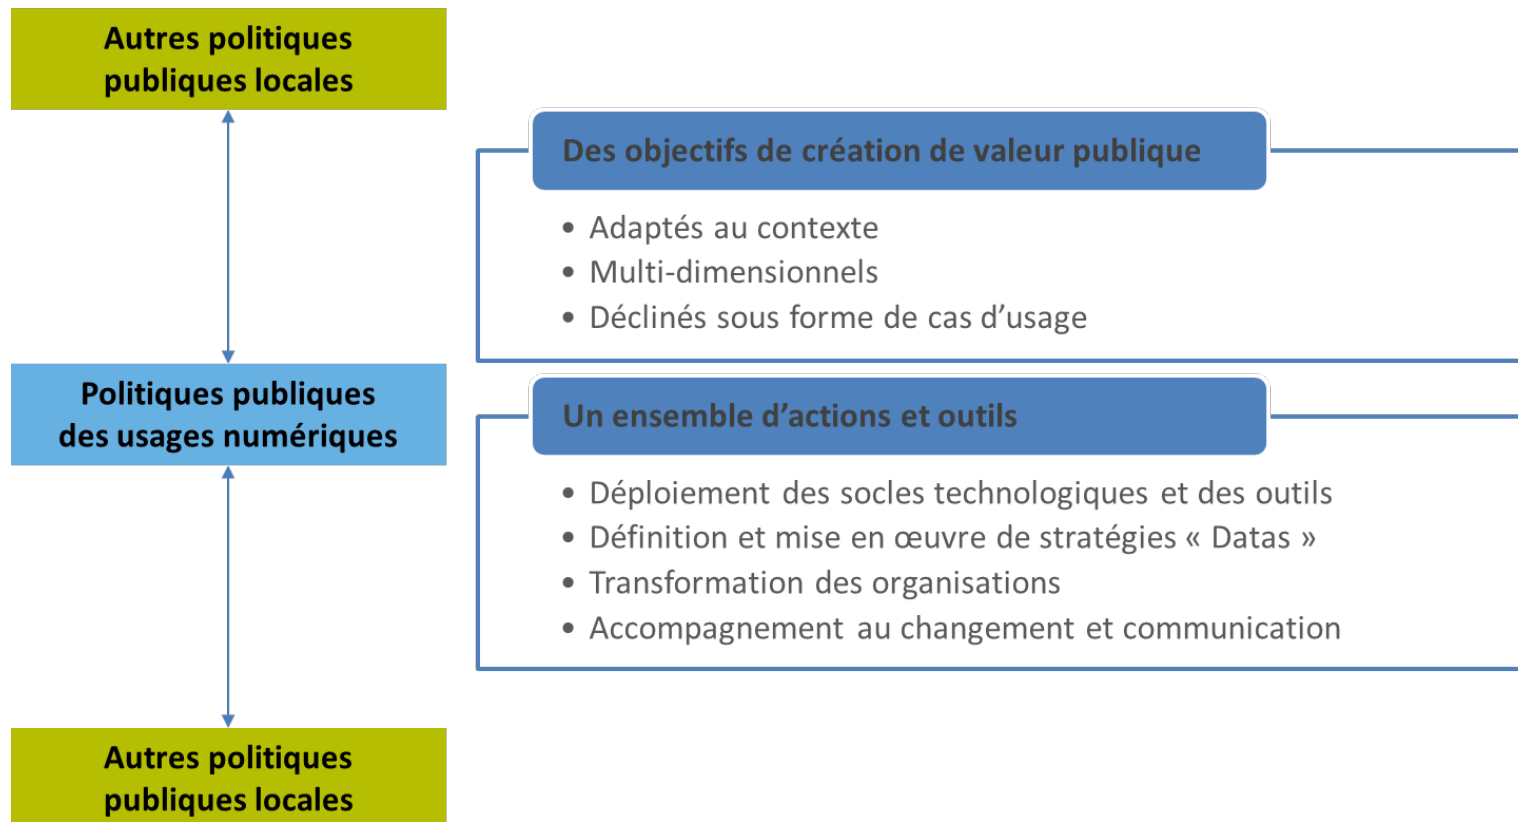 Autres politiques
publiques locales
Des objectifs de création de valeur publique
• Adaptés au contexte
• Multi-dimensionnels
• Déclinés sous forme de cas d’usage
Politiques publiques
des usages numériques
Un ensemble d’actions et outils
• Déploiement des socles technologiques et des outils
• Définition et mise en œuvre de stratégies « Datas »
• Transformation des organisations
• Accompagnement au changement et communication
Autres politiques
publiques locales